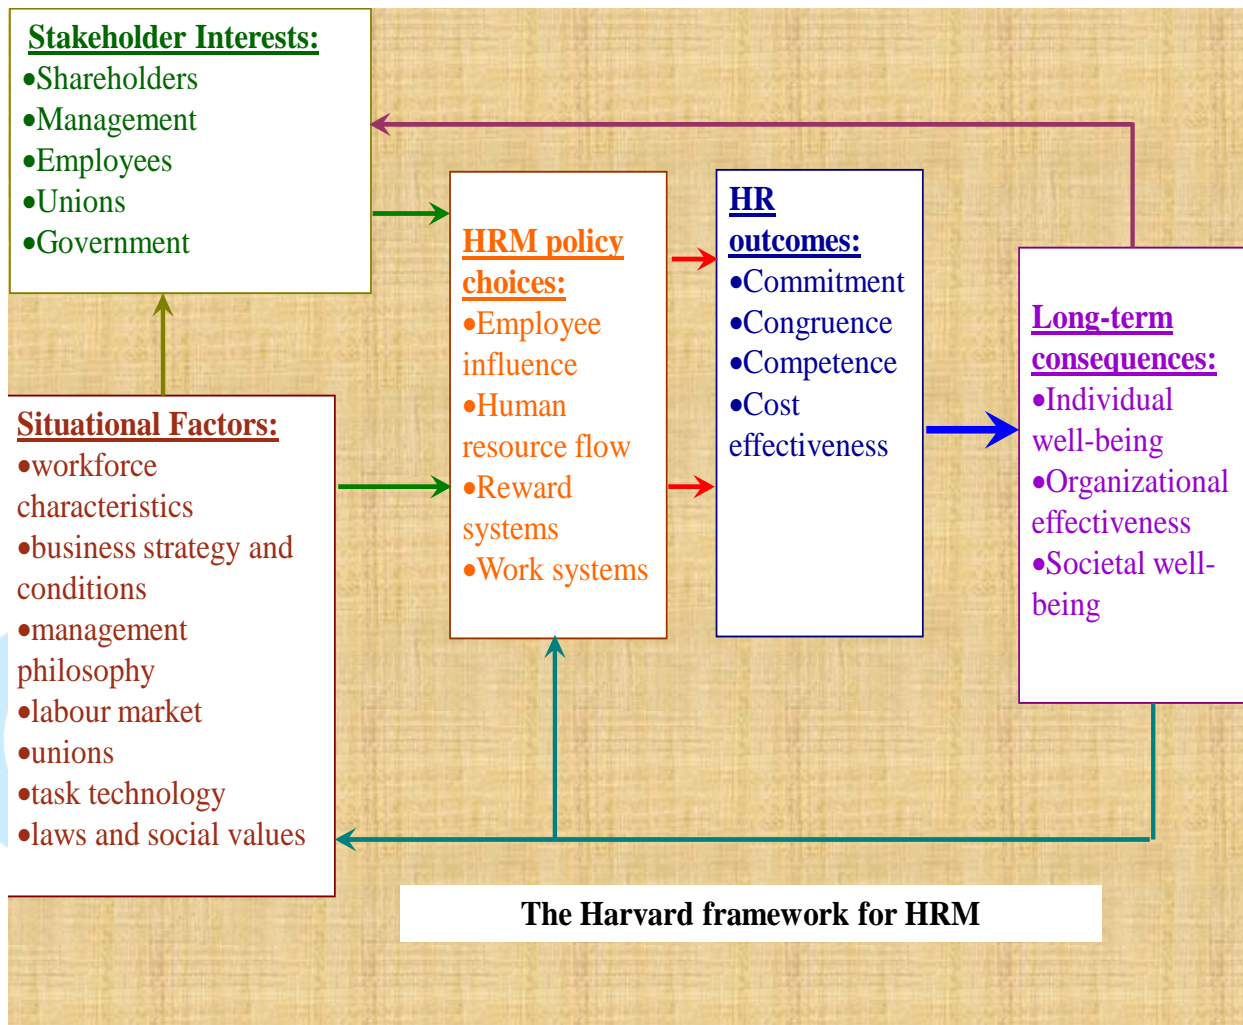 Stakeholder Interests:
•Shareholders
•Management
•Employees
•Unions
•Government
Situational Factors:
•workforce
characteristics
•business strategy and
conditions
•management
philosophy
•labour market
•unions
•task technology
•laws and social values
HRM policy
choices:
•Employee
influence
•Human
resource flow
•Reward
systems
•Work systems
HR
outcomes:
•Commitment
•Congruence
•Competence
•Cost
effectiveness
Long-term
consequences:
•Individual
well-being
•Organizational
effectiveness
•Societal well-
being
The Harvard framework for HRM